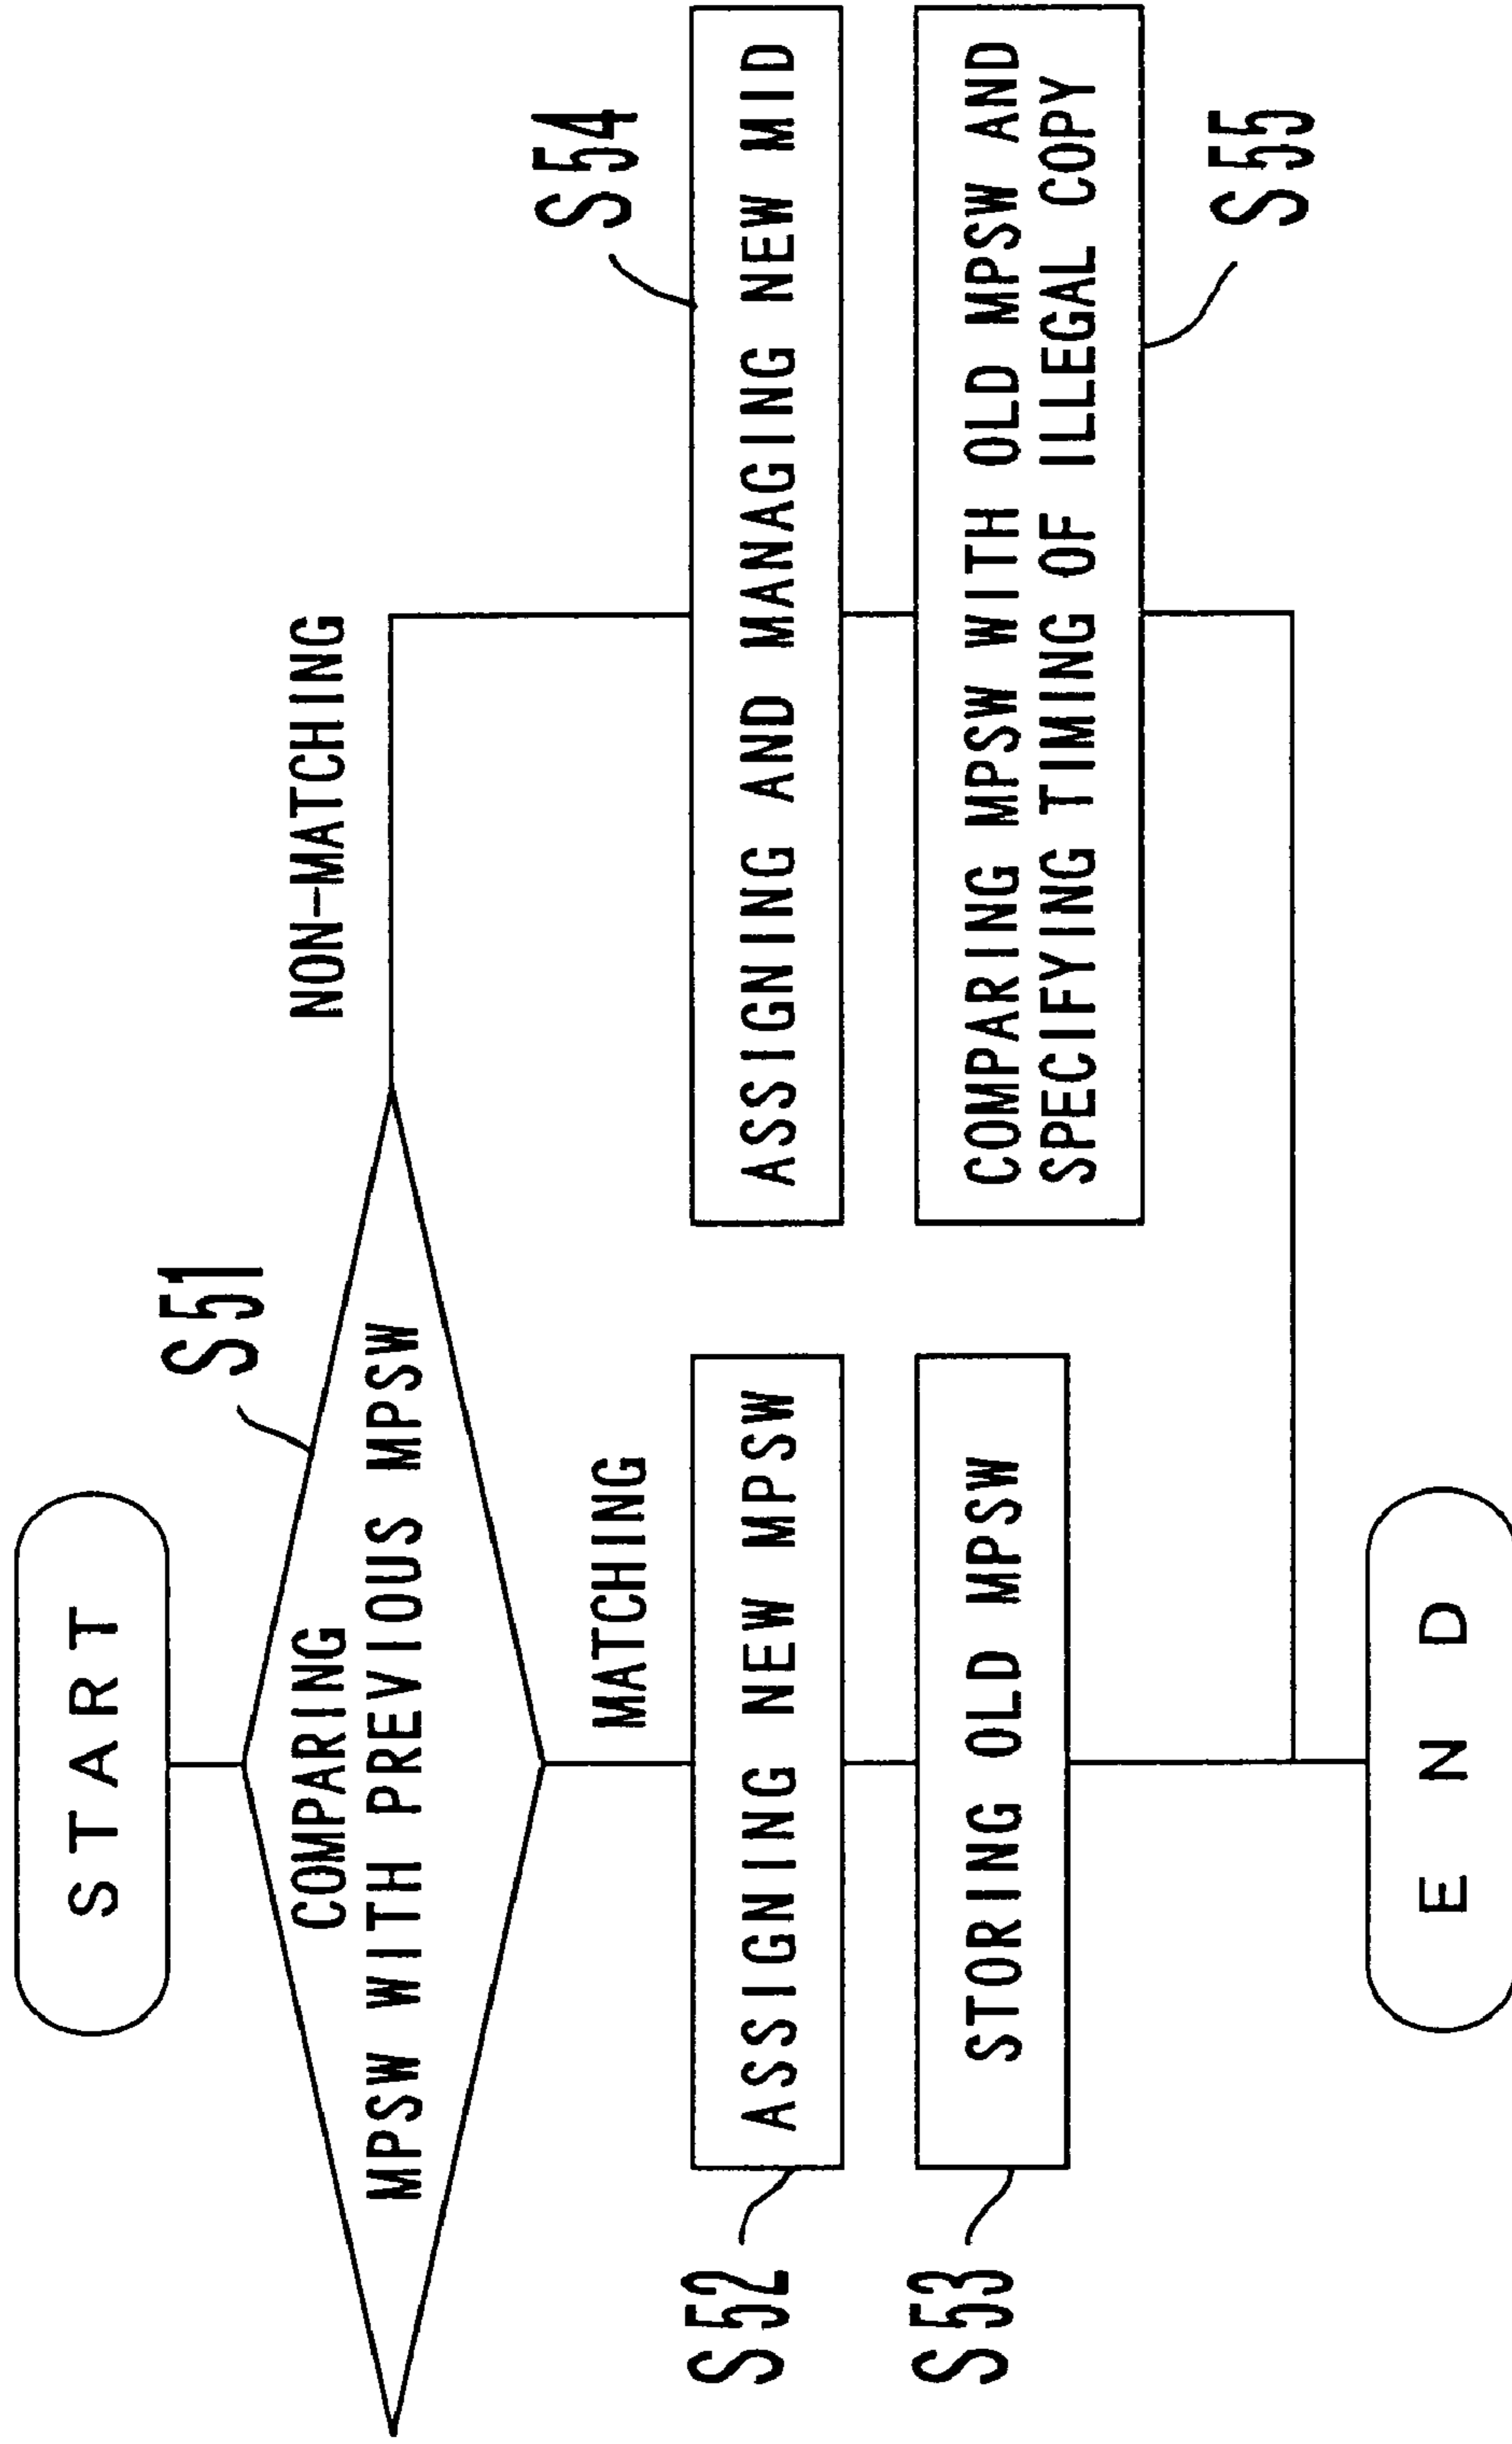 START
S51
COMPARING
MPSW WITH PREVIOUS MPSW
NON-MATCHING
MATCHING
S52
ASSIGNING NEW MPSW
S53
STORING OLD MPSW
S54
ASSIGNING AND MANAGING NEW MID
COMPARING MPSW WITH OLD MPSW AND
SPECIFYING TIMING OF ILLEGAL COPY
S55
END